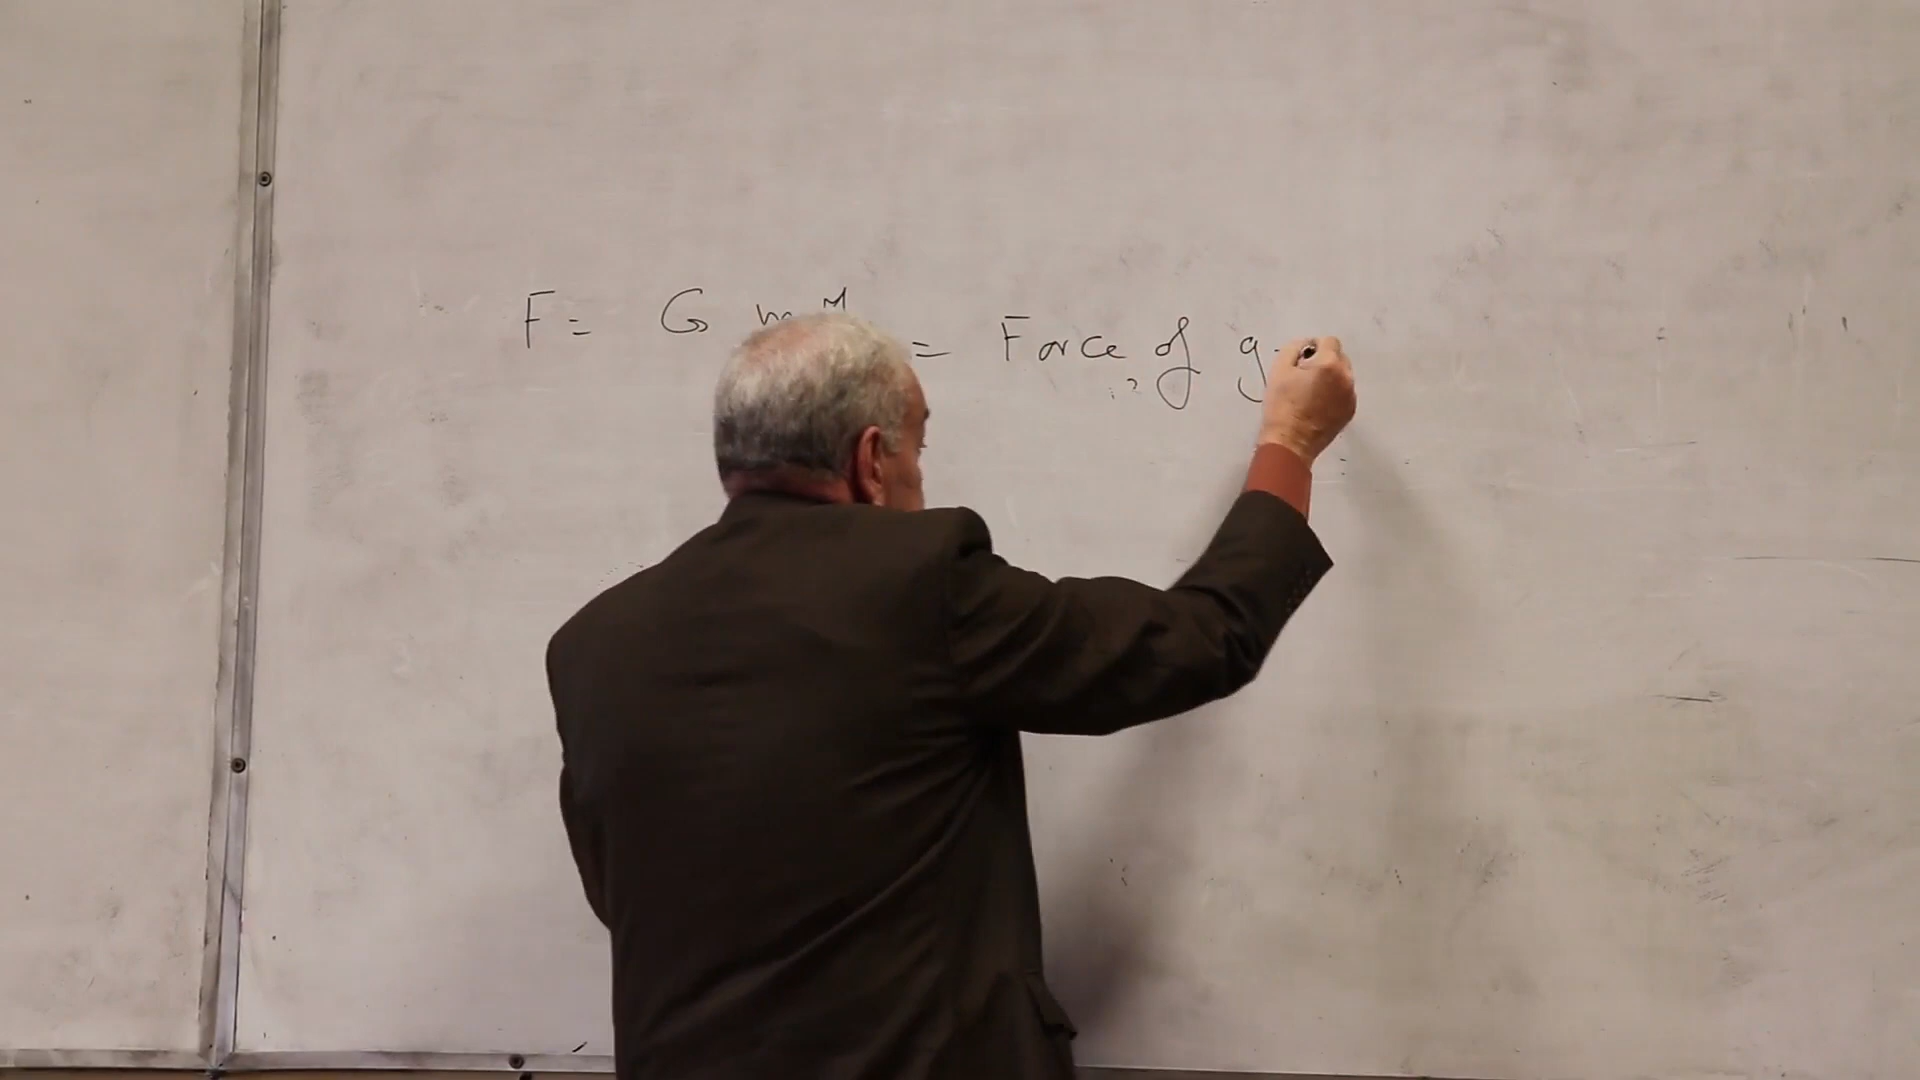 F = G m M = Force of g